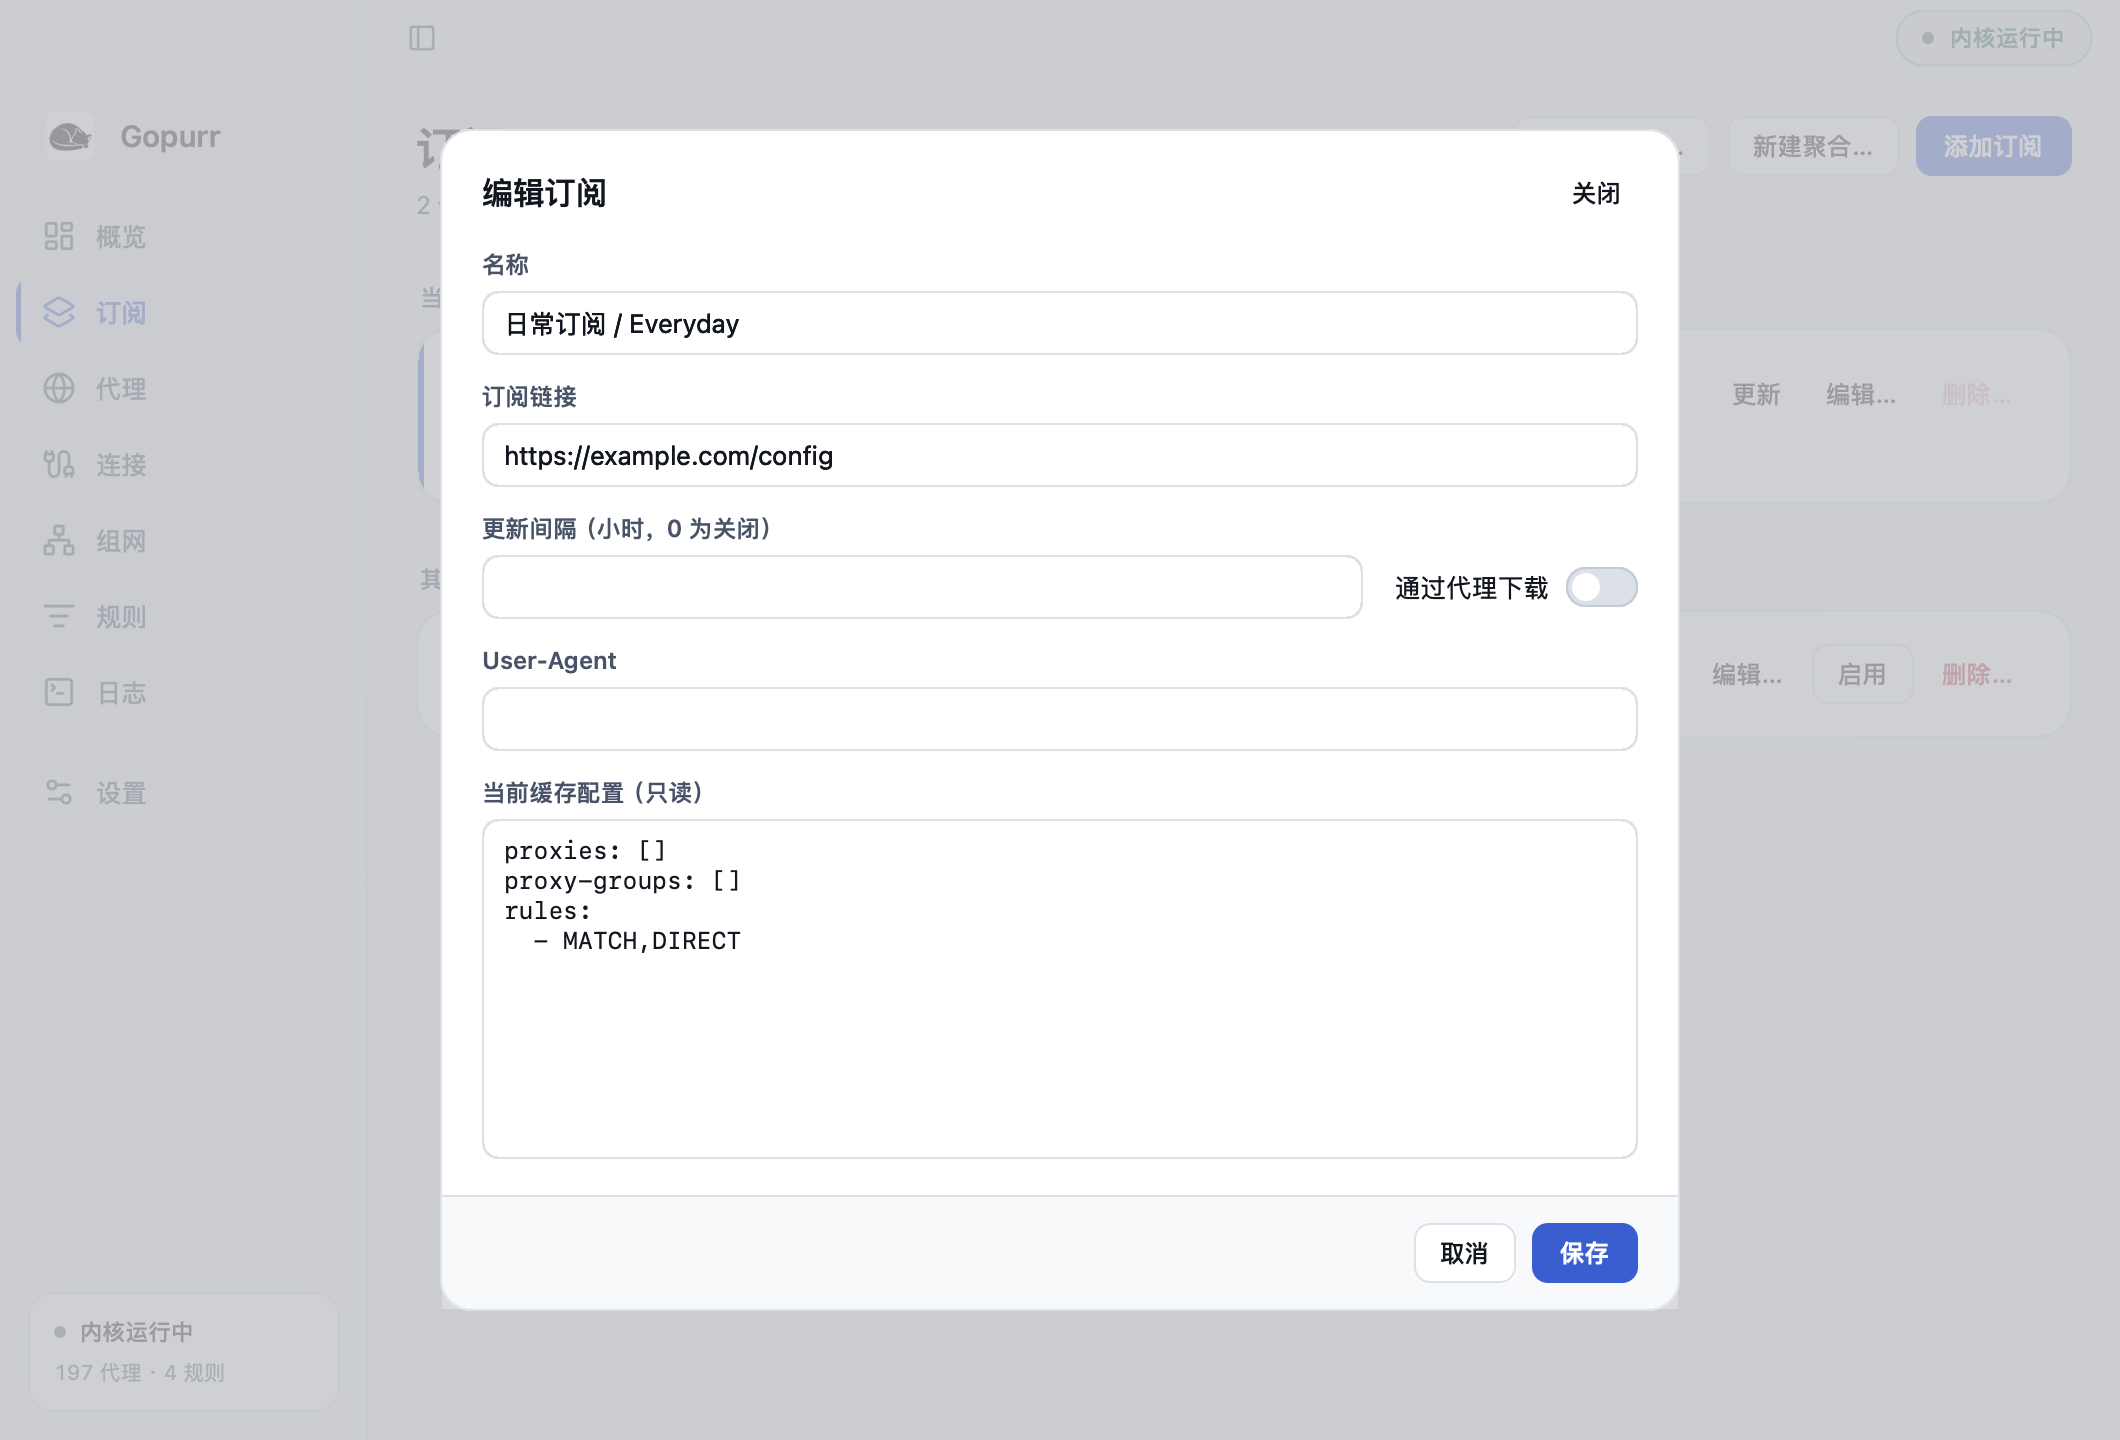 内核运行中
Gopurr
新建聚合...
添加订阅
概览
订阅
代理
连接
组网
规则
日志
设置
内核运行中
197 代理 · 4 规则
2
更新
编辑...
删除...
编辑...
启用
删除...
编辑订阅
关闭
名称
日常订阅 / Everyday
订阅链接
https://example.com/config
更新间隔（小时，0 为关闭）
通过代理下载
User-Agent
当前缓存配置（只读）
proxies: []
proxy-groups: []
rules:
  - MATCH,DIRECT
取消
保存